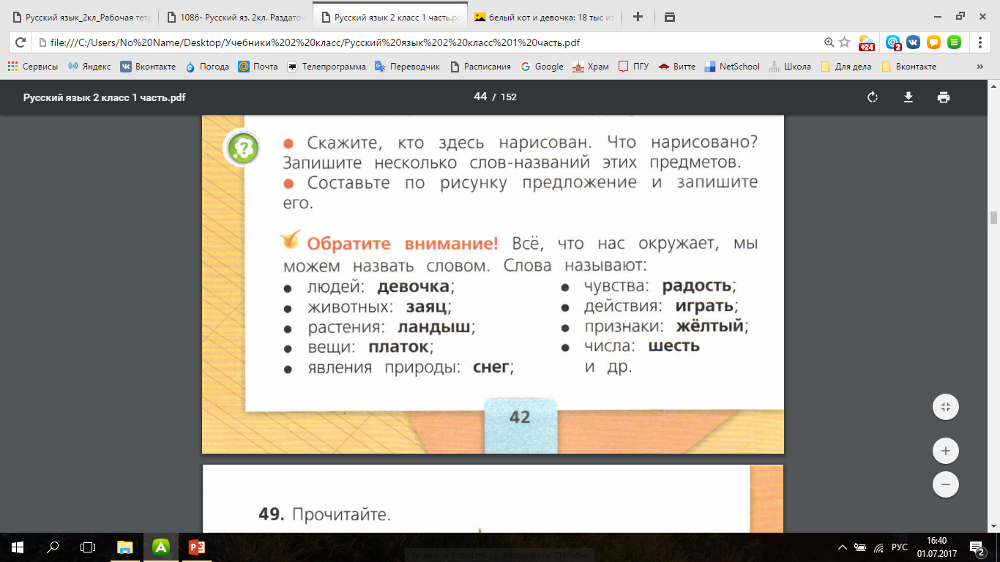 Русский язык_2кл_Рабочая тет
1086- Русский яз. 2кл. Раздаточ
Русский язык 2 класс 1 часть.pd
белый кот и девочка: 18 тыс из
file:///C:/Users/No%20Name/Desktop/Учебники%202%20класс/Русский%20язык%202%20класс%201%20часть.pdf
+24
2
Сервисы
Яндекс
Вконтакте
Погода
Почта
Телепрограмма
Переводчик
Расписания
Google
Храм
ПГУ
Витте
NetSchool
Школа
Для дела
Вконтакте
»
Русский язык 2 класс 1 часть.pdf
44 / 152
● Скажите, кто здесь нарисован. Что нарисовано?
Запишите несколько слов-названий этих предметов.
● Составьте по рисунку предложение и запишите
его.
Обратите внимание! Всё, что нас окружает, мы
можем назвать словом. Слова называют:
● людей: девочка;
● животных: заяц;
● растения: ландыш;
● вещи: платок;
● явления природы: снег;
● чувства: радость;
● действия: играть;
● признаки: жёлтый;
● числа: шесть
и др.
42
49. Прочитайте.
РУС
16:40
01.07.2017
2